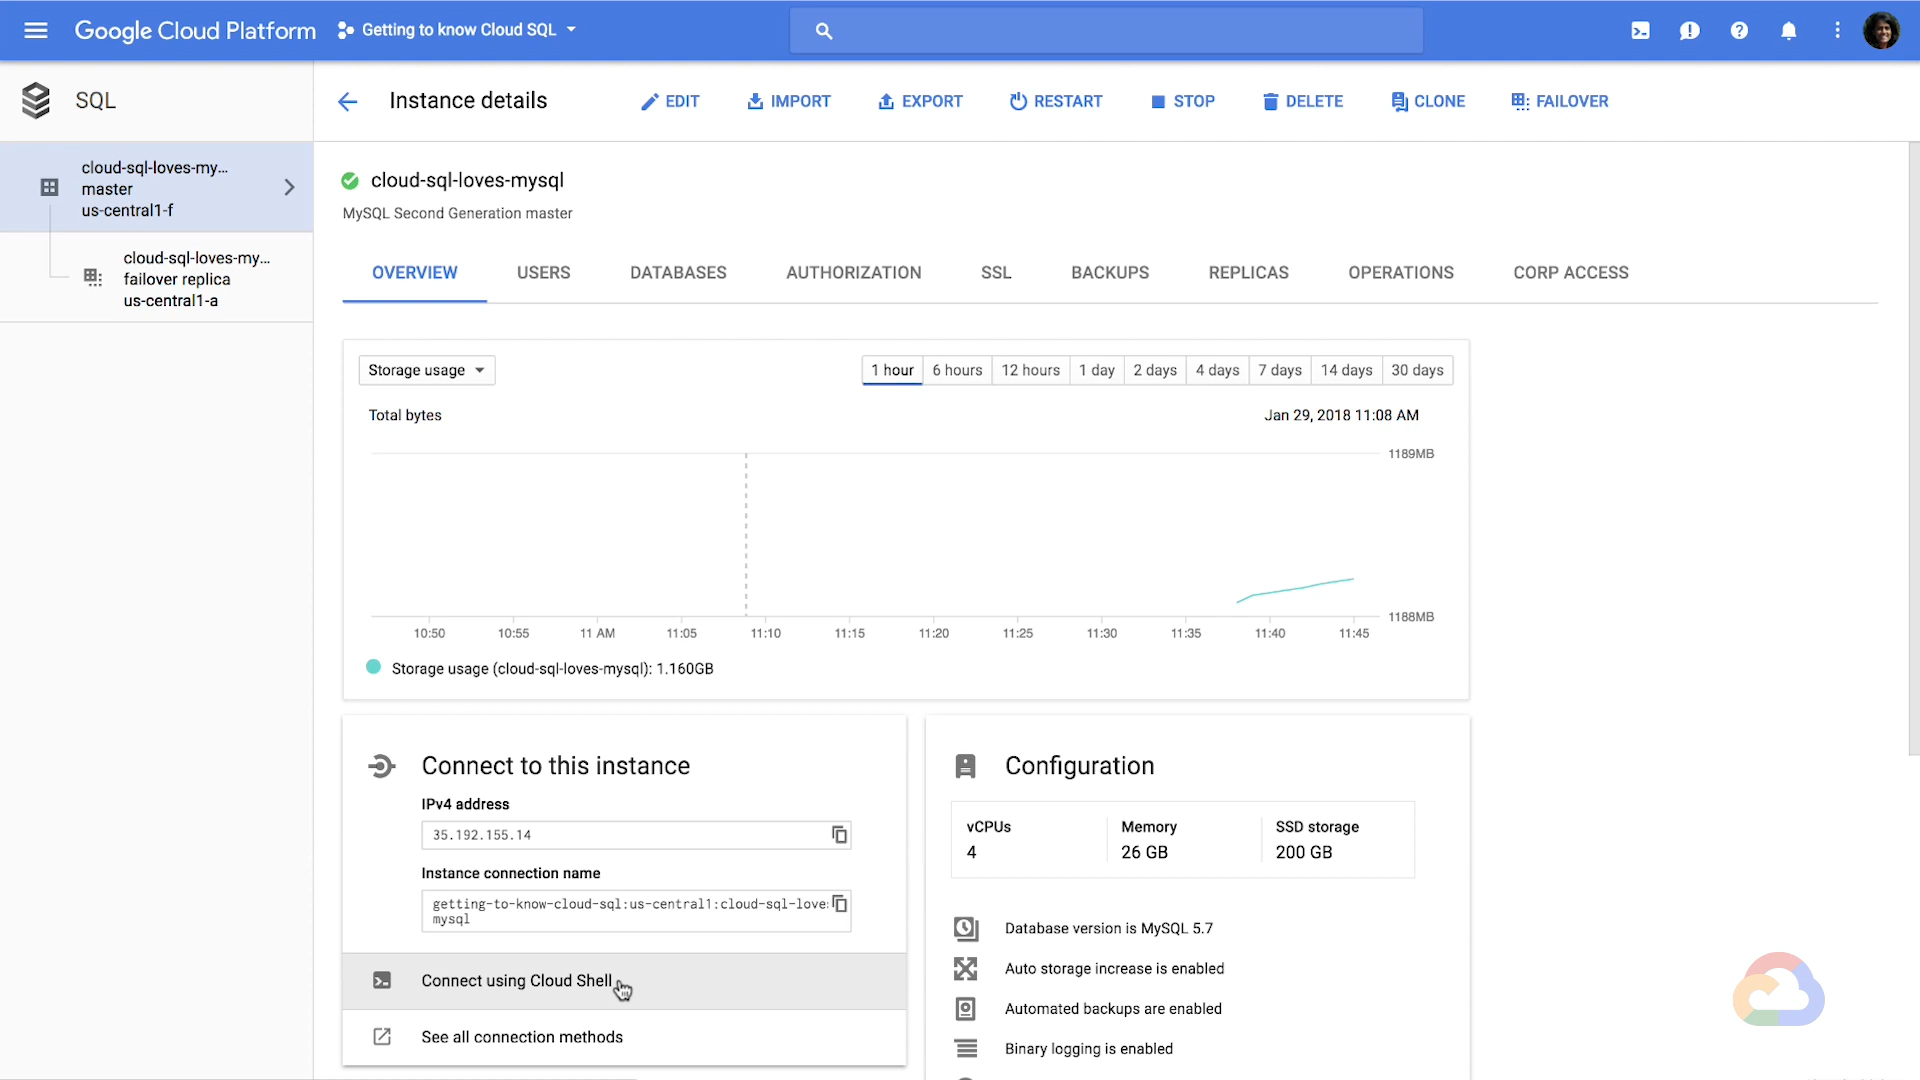 Google Cloud Platform
Getting to know Cloud SQL
SQL
Instance details
EDIT
IMPORT
EXPORT
RESTART
STOP
DELETE
CLONE
FAILOVER
cloud-sql-loves-my...
master
us-central1-f
cloud-sql-loves-my...
failover replica
us-central1-a
cloud-sql-loves-mysql
MySQL Second Generation master
OVERVIEW
USERS
DATABASES
AUTHORIZATION
SSL
BACKUPS
REPLICAS
OPERATIONS
CORP ACCESS
Storage usage
1 hour
6 hours
12 hours
1 day
2 days
4 days
7 days
14 days
30 days
Total bytes
Jan 29, 2018 11:08 AM
1189MB
1188MB
10:50
10:55
11 AM
11:05
11:10
11:15
11:20
11:25
11:30
11:35
11:40
11:45
Storage usage (cloud-sql-loves-mysql): 1.160GB
Connect to this instance
IPv4 address
35.192.155.14
Instance connection name
getting-to-know-cloud-sql:us-central1:cloud-sql-loves
mysql
Connect using Cloud Shell
See all connection methods
Configuration
vCPUs
4
Memory
26 GB
SSD storage
200 GB
Database version is MySQL 5.7
Auto storage increase is enabled
Automated backups are enabled
Binary logging is enabled